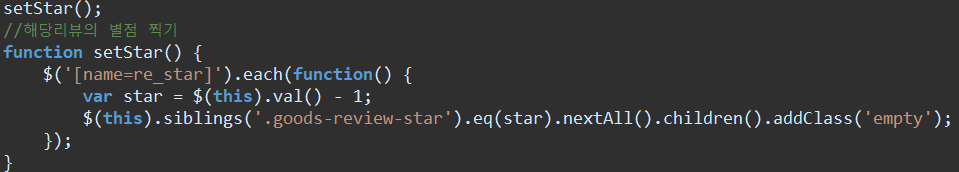 setStar();
//해당리뷰의 별점 찍기
function setStar() {
    $('[name=re_star]').each(function() {
        var star = $(this).val() - 1;
        $(this).siblings('.goods-review-star').eq(star).nextAll().children().addClass('empty');
    });
}